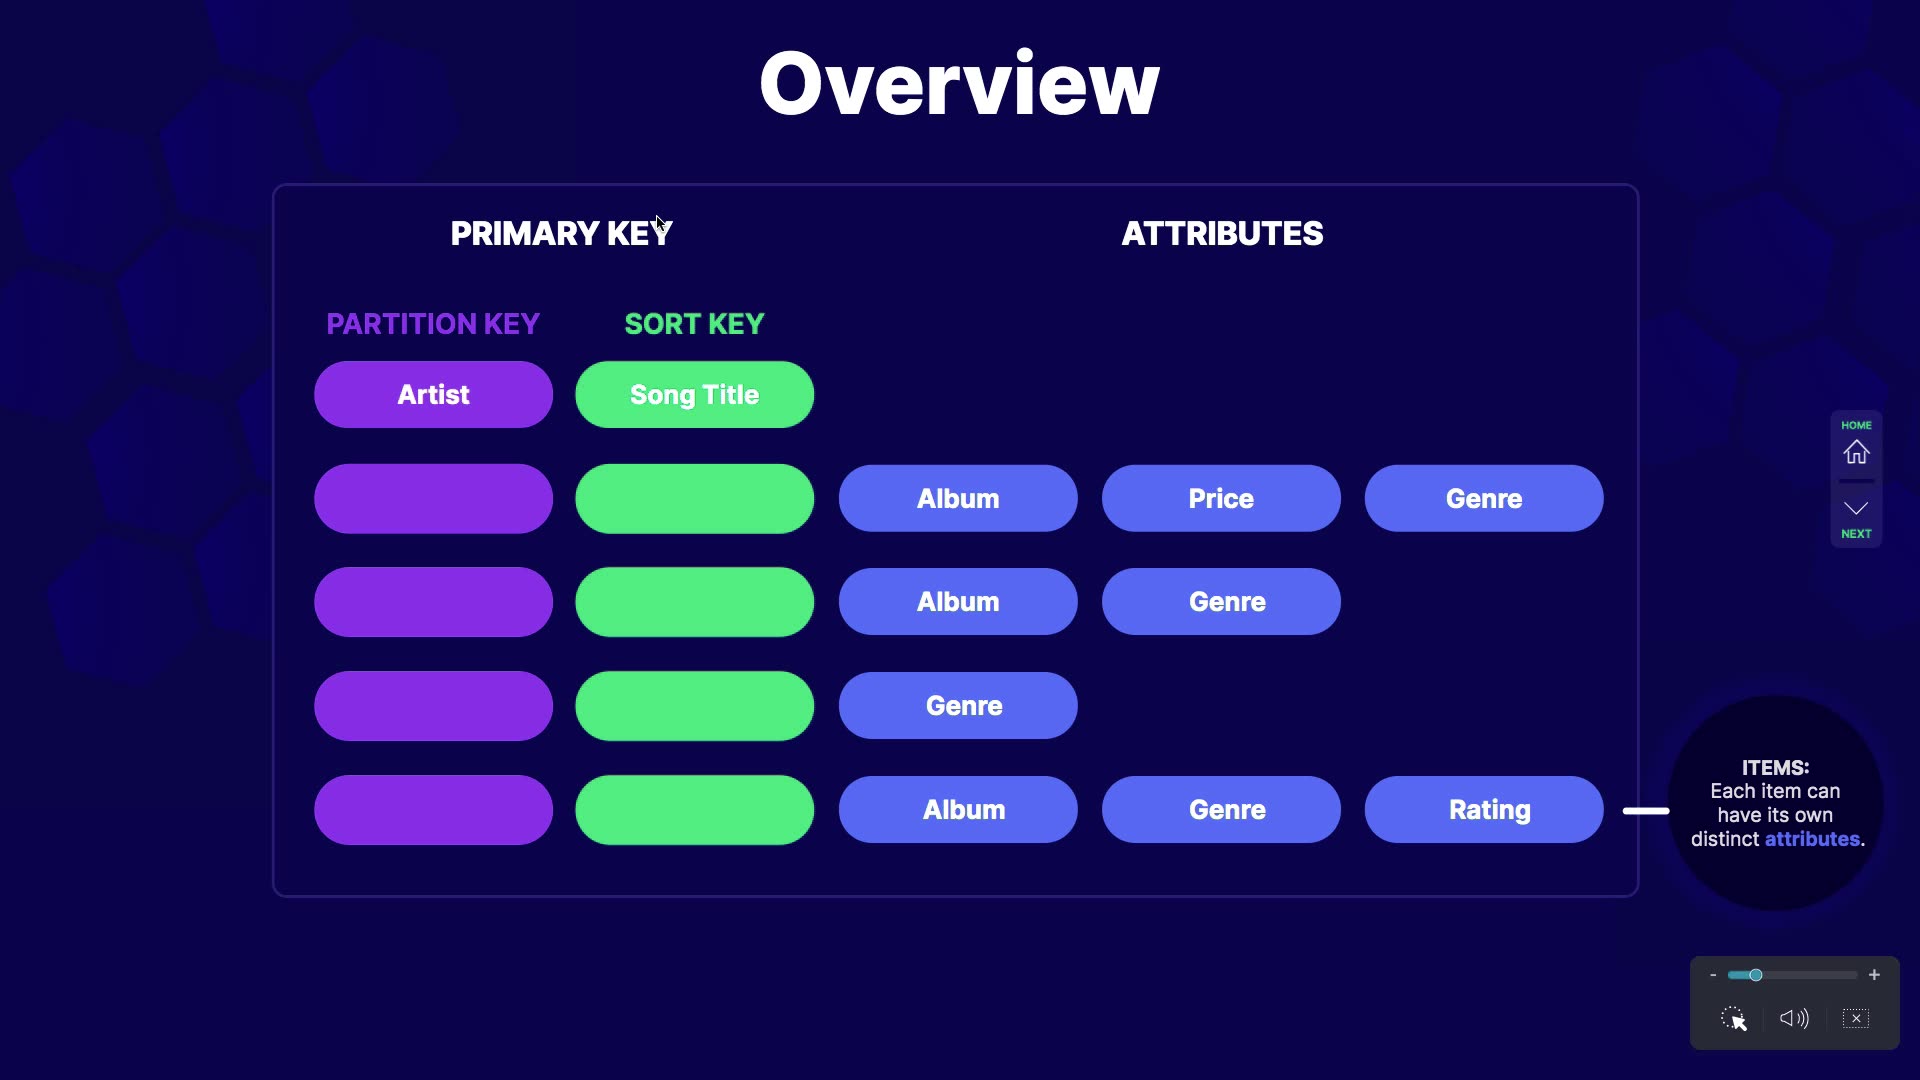 Overview
PRIMARY KEY
ATTRIBUTES
PARTITION KEY
SORT KEY
Artist
Song Title
Album
Price
Genre
Album
Genre
Genre
Album
Genre
Rating
HOME
NEXT
ITEMS:
Each item can
have its own
distinct attributes.
- +